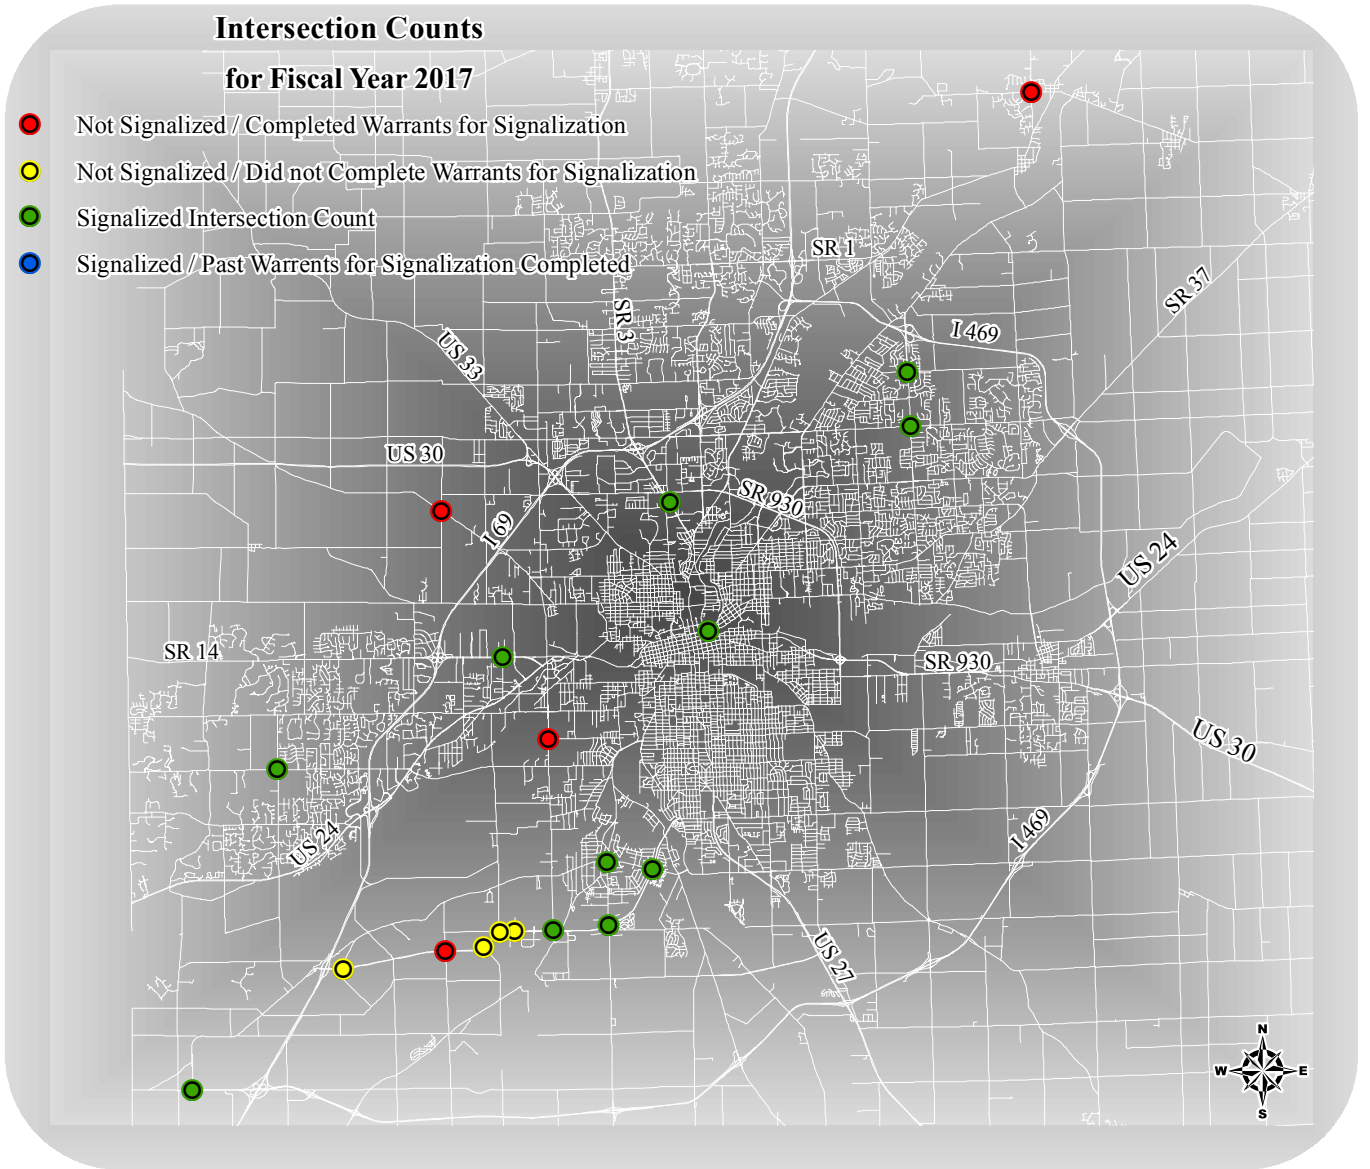 Intersection Counts
for Fiscal Year 2017
Not Signalized / Completed Warrants for Signalization
Not Signalized / Did not Complete Warrants for Signalization
Signalized Intersection Count
Signalized / Past Warrents for Signalization Completed
SR 1
SR 37
SR 3
I 469
US 33
US 30
SR 930
I 69
US 24
SR 14
SR 930
US 30
US 24
I 469
US 27
N
W
E
S